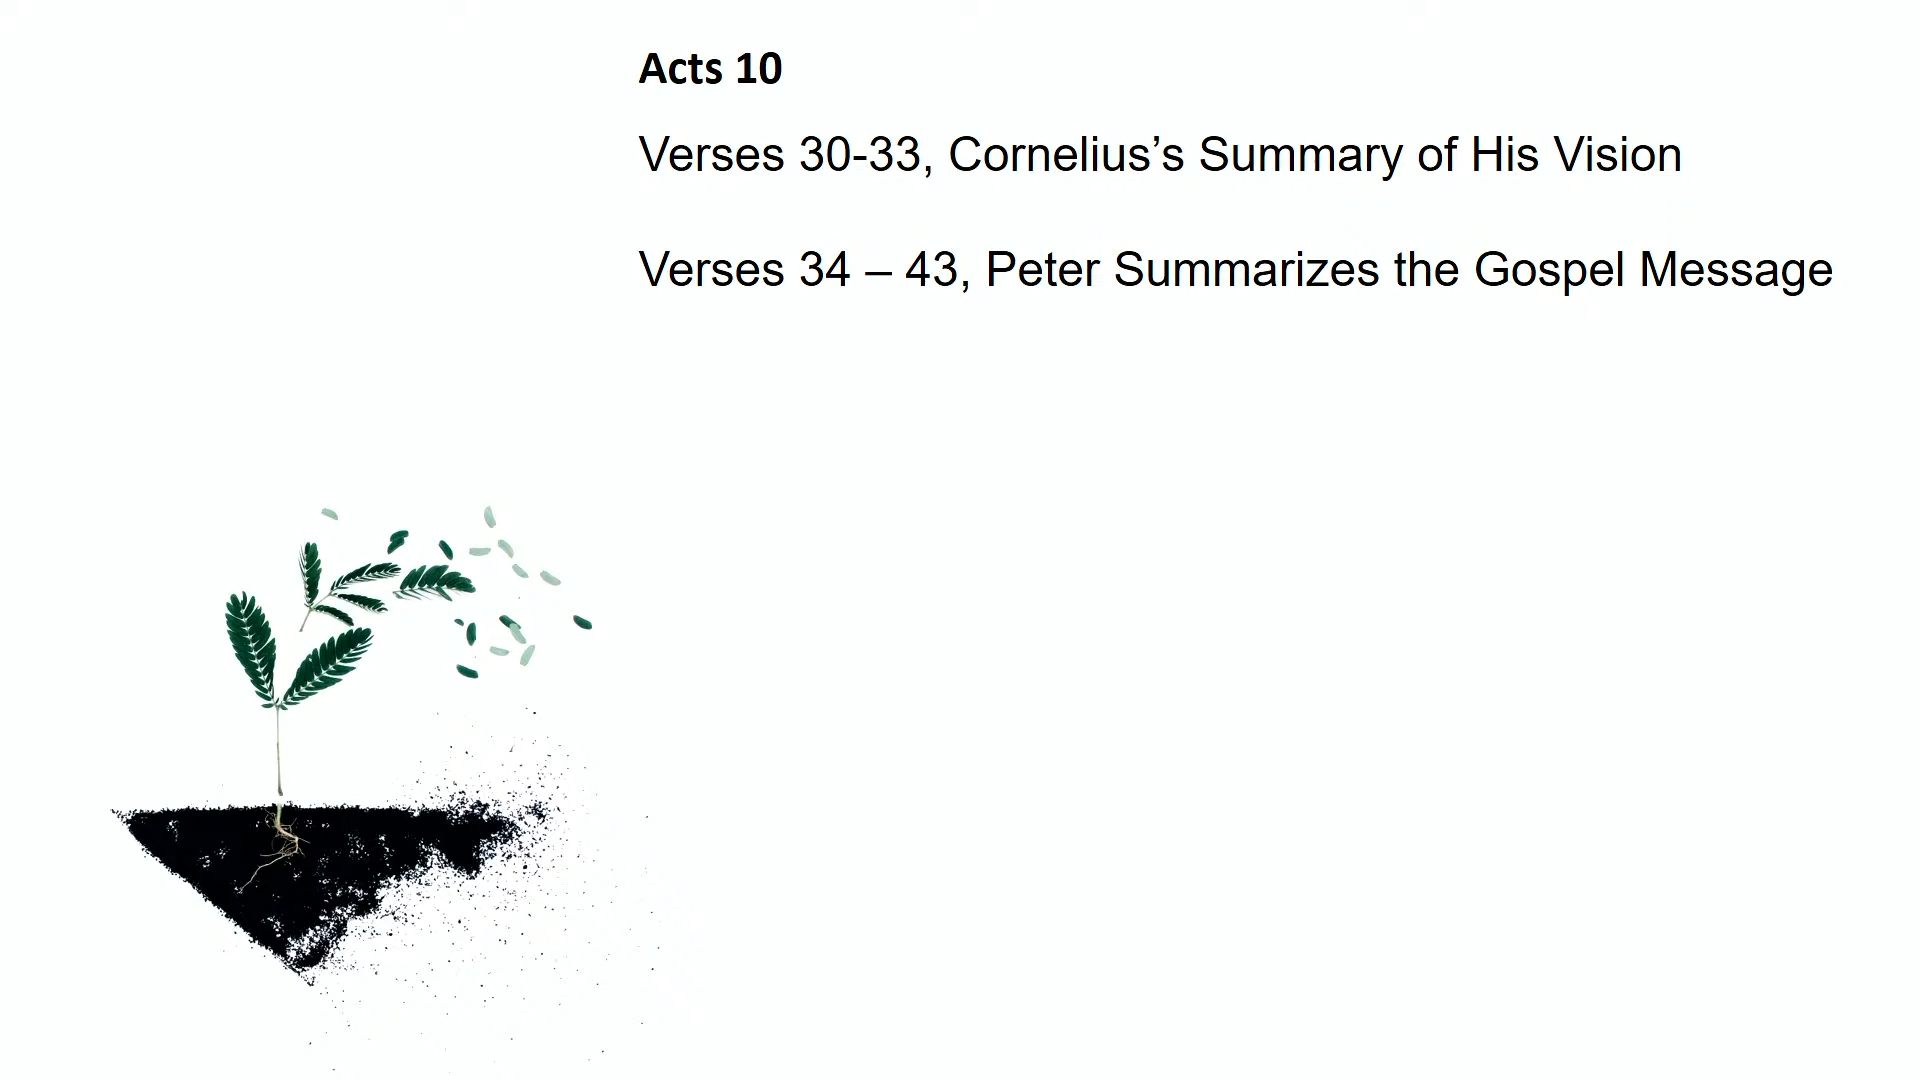 Acts 10
Verses 30-33, Cornelius’s Summary of His Vision
Verses 34 – 43, Peter Summarizes the Gospel Message